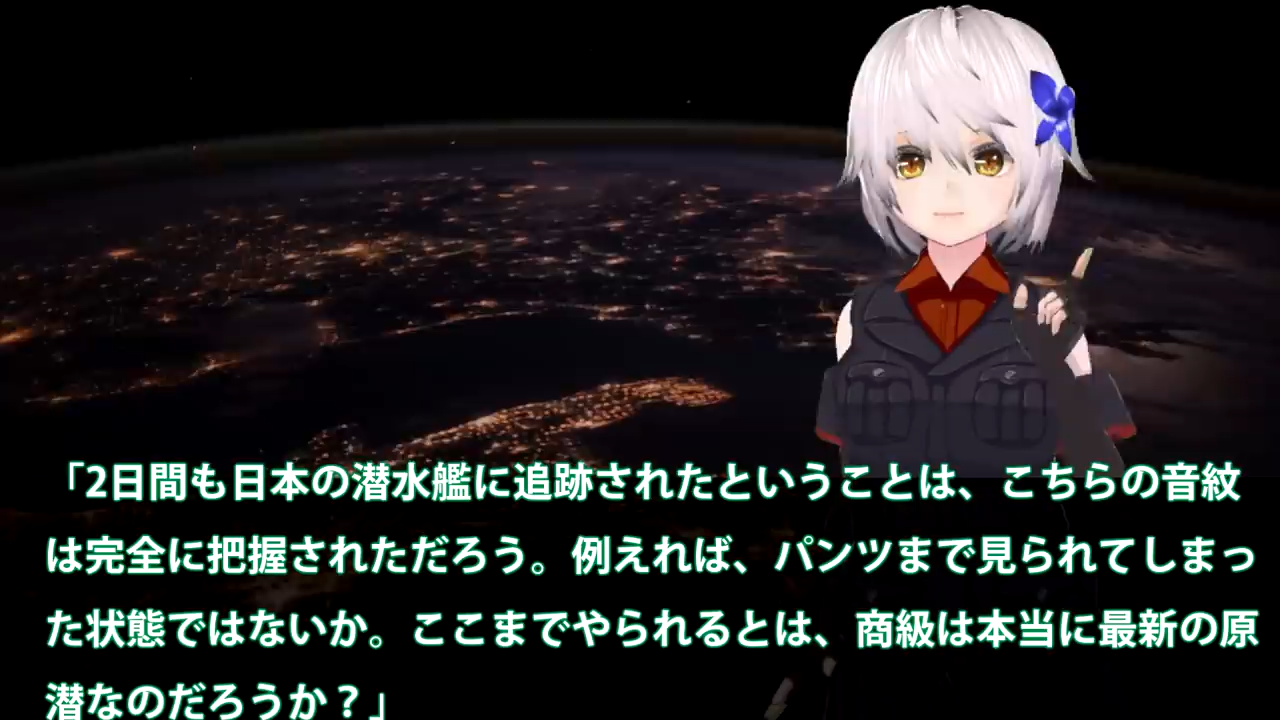 「2日間も日本の潜水艦に追跡されたということは、こちらの音紋
は完全に把握されただろう。例えれば、パンツまで見られてしまっ
た状態ではないか。ここまでやられるとは、商級は本当に最新の原
潜なのだろうか？」